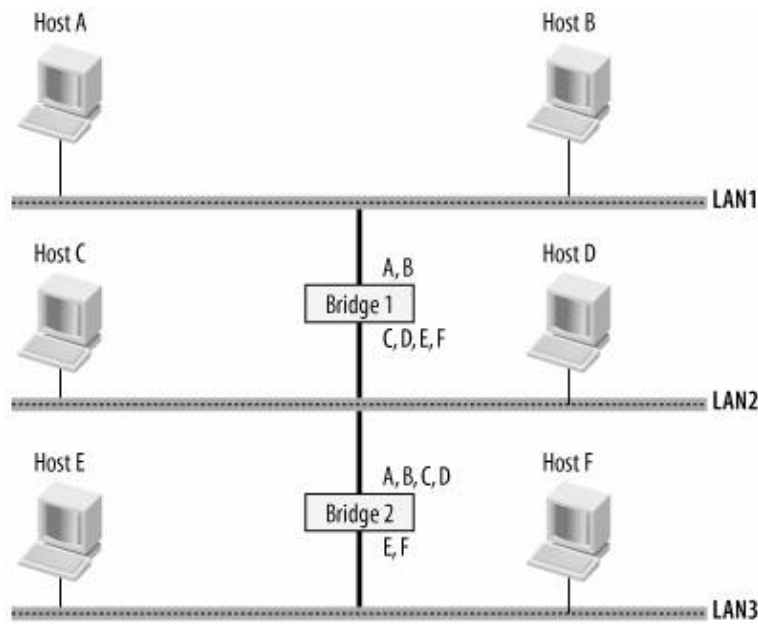 Host A
Host B
LAN1
Host C
A, B
Host D
Bridge 1
C, D, E, F
LAN2
Host E
A, B, C, D
Host F
Bridge 2
E, F
LAN3